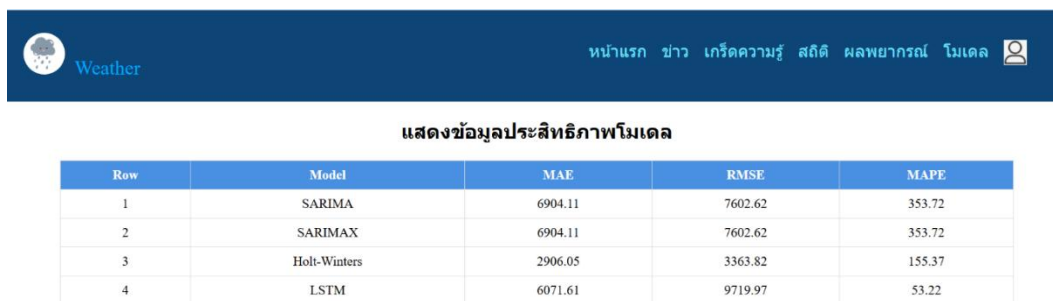 Weather หน้าแรก ข่าว เกร็ดความรู้ สถิติ ผลพยากรณ์ โมเดล
แสดงข้อมูลประสิทธิภาพโมเดล
Row Model MAE RMSE MAPE
1 SARIMA 6904.11 7602.62 353.72
2 SARIMAX 6904.11 7602.62 353.72
3 Holt-Winters 2906.05 3363.82 155.37
4 LSTM 6071.61 9719.97 53.22